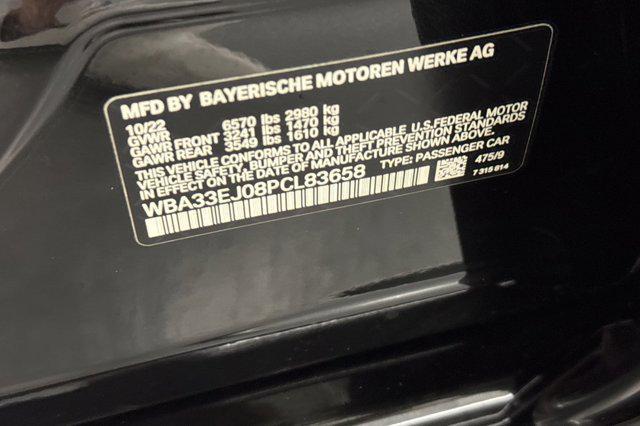 MFD BY BAYERISCHE MOTOREN WERKE AG
10/22
GVWR 6570 lbs 2980 kg
GAWR FRONT 3241 lbs 1470 kg
GAWR REAR 3549 lbs 1610 kg
THIS VEHICLE CONFORMS TO ALL APPLICABLE U.S.FEDERAL MOTOR
VEHICLE SAFETY, BUMPER AND THEFT PREVENTION STANDARDS
IN EFFECT ON THE DATE OF MANUFACTURE SHOWN ABOVE.
WBA33EJ08PCL83658 TYPE: PASSENGER CAR 475/9
7 315 614